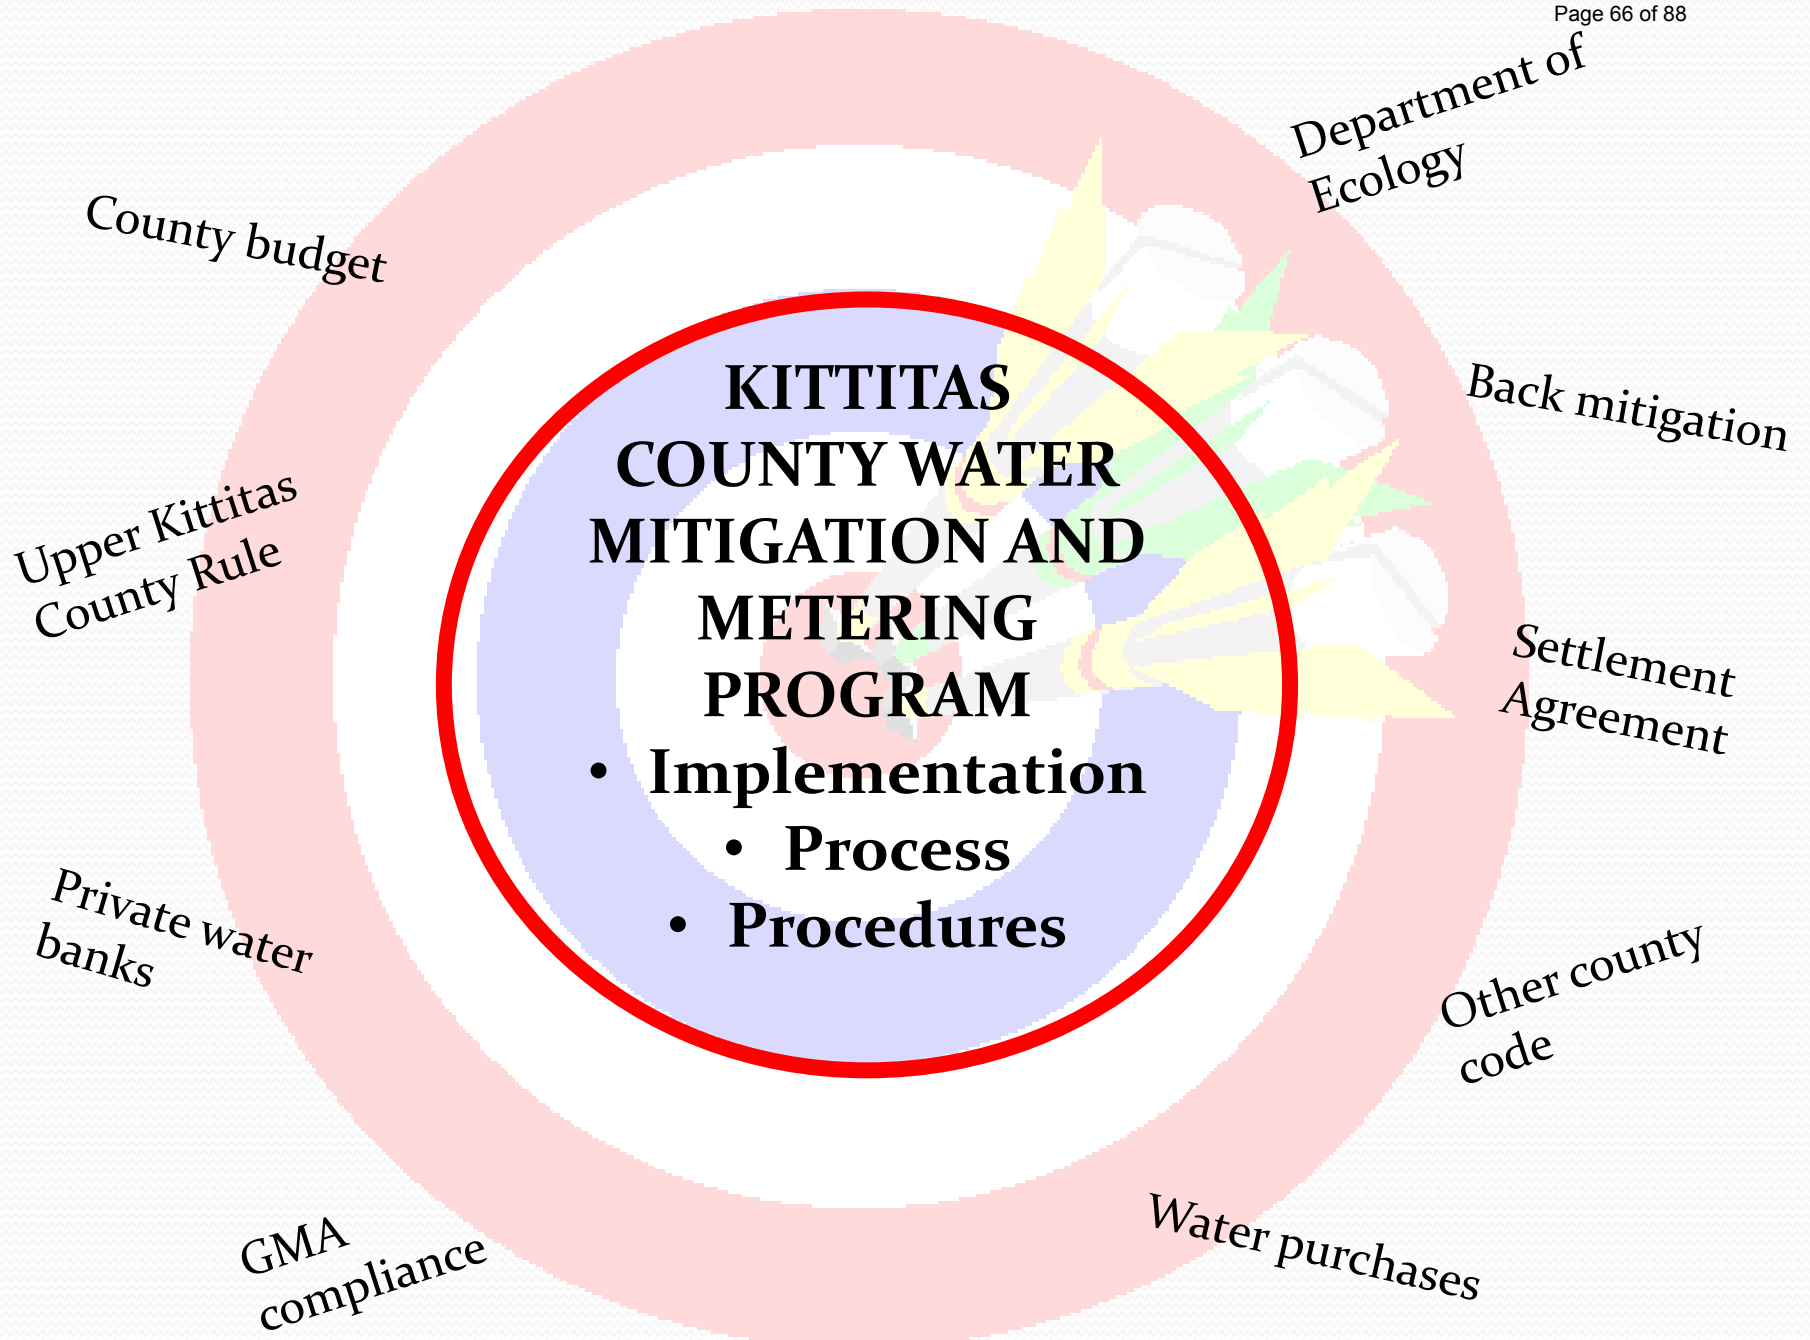 Page 66 of 88
Department of
Ecology
County budget
Back mitigation
KITTITAS
COUNTY WATER
MITIGATION AND
METERING
PROGRAM
• Implementation
• Process
• Procedures
Upper Kittitas
County Rule
Settlement
Agreement
Private water
banks
Other county
code
GMA
compliance
Water purchases